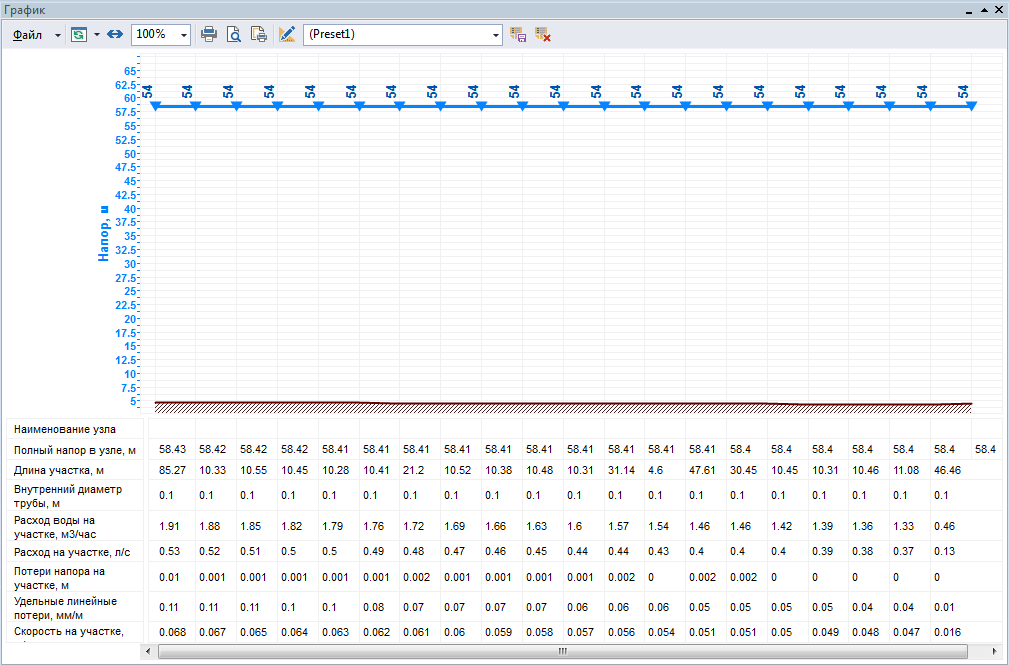 График
Файл 100% (Preset1)
54 54 54 54 54 54 54 54 54 54 54 54 54 54 54 54 54 54 54 54 54
65
62.5
60
57.5
55
52.5
50
47.5
45
42.5
40
37.5
35
32.5
30
27.5
25
22.5
20
17.5
15
12.5
10
7.5
5
Напор, м
Наименование узла
Полный напор в узле, м 58.43 58.42 58.42 58.42 58.41 58.41 58.41 58.41 58.41 58.41 58.41 58.41 58.41 58.41 58.4 58.4 58.4 58.4 58.4 58.4 58.4
Длина участка, м 85.27 10.33 10.55 10.45 10.28 10.41 21.2 10.52 10.38 10.48 10.31 31.14 4.6 47.61 30.45 10.45 10.31 10.46 11.08 46.46
Внутренний диаметр
трубы, м 0.1 0.1 0.1 0.1 0.1 0.1 0.1 0.1 0.1 0.1 0.1 0.1 0.1 0.1 0.1 0.1 0.1 0.1 0.1 0.1
Расход воды на
участке, м3/час 1.91 1.88 1.85 1.82 1.79 1.76 1.72 1.69 1.66 1.63 1.6 1.57 1.54 1.46 1.46 1.42 1.39 1.36 1.33 0.46
Расход на участке, л/с 0.53 0.52 0.51 0.5 0.5 0.49 0.48 0.47 0.46 0.45 0.44 0.44 0.43 0.4 0.4 0.4 0.39 0.38 0.37 0.13
Потери напора на
участке, м 0.01 0.001 0.001 0.001 0.001 0.001 0.002 0.001 0.001 0.001 0.001 0.002 0 0.002 0.002 0 0 0 0 0
Удельные линейные
потери, мм/м 0.11 0.11 0.11 0.1 0.1 0.08 0.07 0.07 0.07 0.07 0.06 0.06 0.06 0.05 0.05 0.05 0.05 0.04 0.04 0.01
Скорость на участке, 0.068 0.067 0.065 0.064 0.063 0.062 0.061 0.06 0.059 0.058 0.057 0.056 0.054 0.051 0.051 0.05 0.049 0.048 0.047 0.016